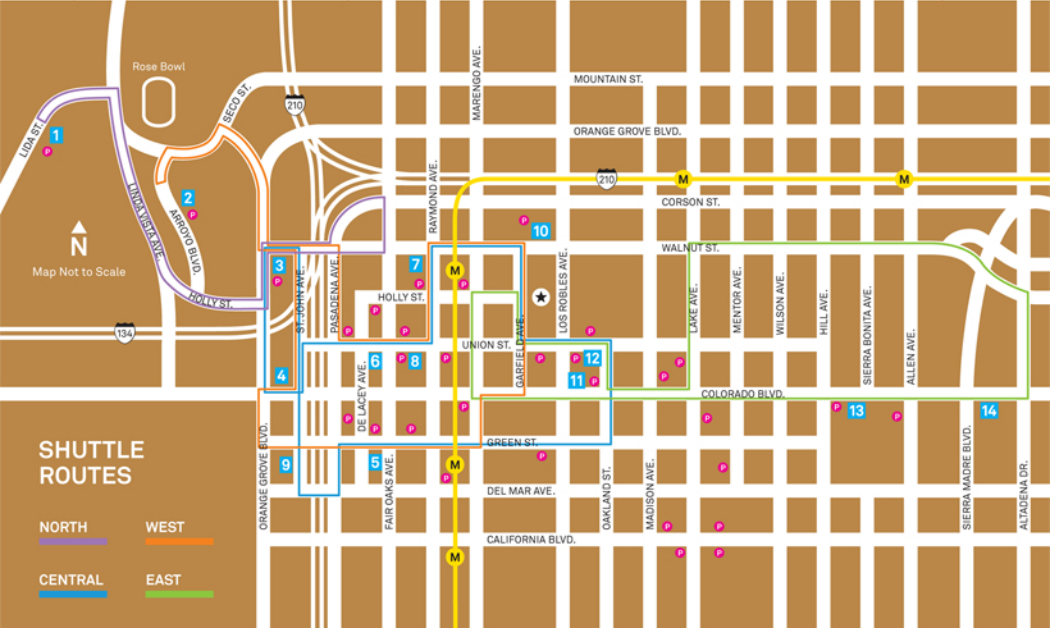 Rose Bowl
SECO ST.
210
MARENGO AVE.
MOUNTAIN ST.
ORANGE GROVE BLVD.
LIDA ST.
1
P
LINDA VISTA AVE.
2
P
ARROYO BLVD.
RAYMOND AVE.
210
M
M
CORSON ST.
P
10
N
Map Not to Scale
3
P
ST. JOHN AVE.
PASADENA AVE.
7
P
M
P
LOS ROBLES AVE.
WALNUT ST.
LAKE AVE.
MENTOR AVE.
WILSON AVE.
HILL AVE.
SIERRA BONITA AVE.
ALLEN AVE.
HOLLY ST.
HOLLY ST.
P
134
P
P
GARFIELD AVE.
P
UNION ST.
4
DE LACEY AVE.
6
P
8
P
P
P
12
11
P
P
P
COLORADO BLVD.
P
P
P
P
P
P
13
P
14
SHUTTLE
ROUTES
ORANGE GROVE BLVD.
9
5
FAIR OAKS AVE.
GREEN ST.
M
P
P
P
DEL MAR AVE.
OAKLAND ST.
MADISON AVE.
SIERRA MADRE BLVD.
ALTADENA DR.
NORTH
WEST
P
P
CALIFORNIA BLVD.
M
P
P
CENTRAL
EAST